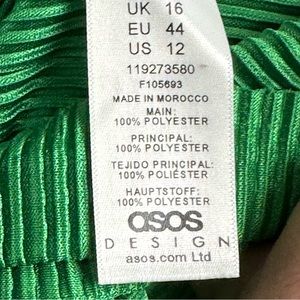 UK 16
EU 44
US 12
119273580
F105693
MADE IN MOROCCO
MAIN:
100% POLYESTER
PRINCIPAL:
100% POLYESTER
TEJIDO PRINCIPAL:
100% POLIÉSTER
HAUPTSTOFF:
100% POLYESTER
asos
DESIGN
asos.com Ltd